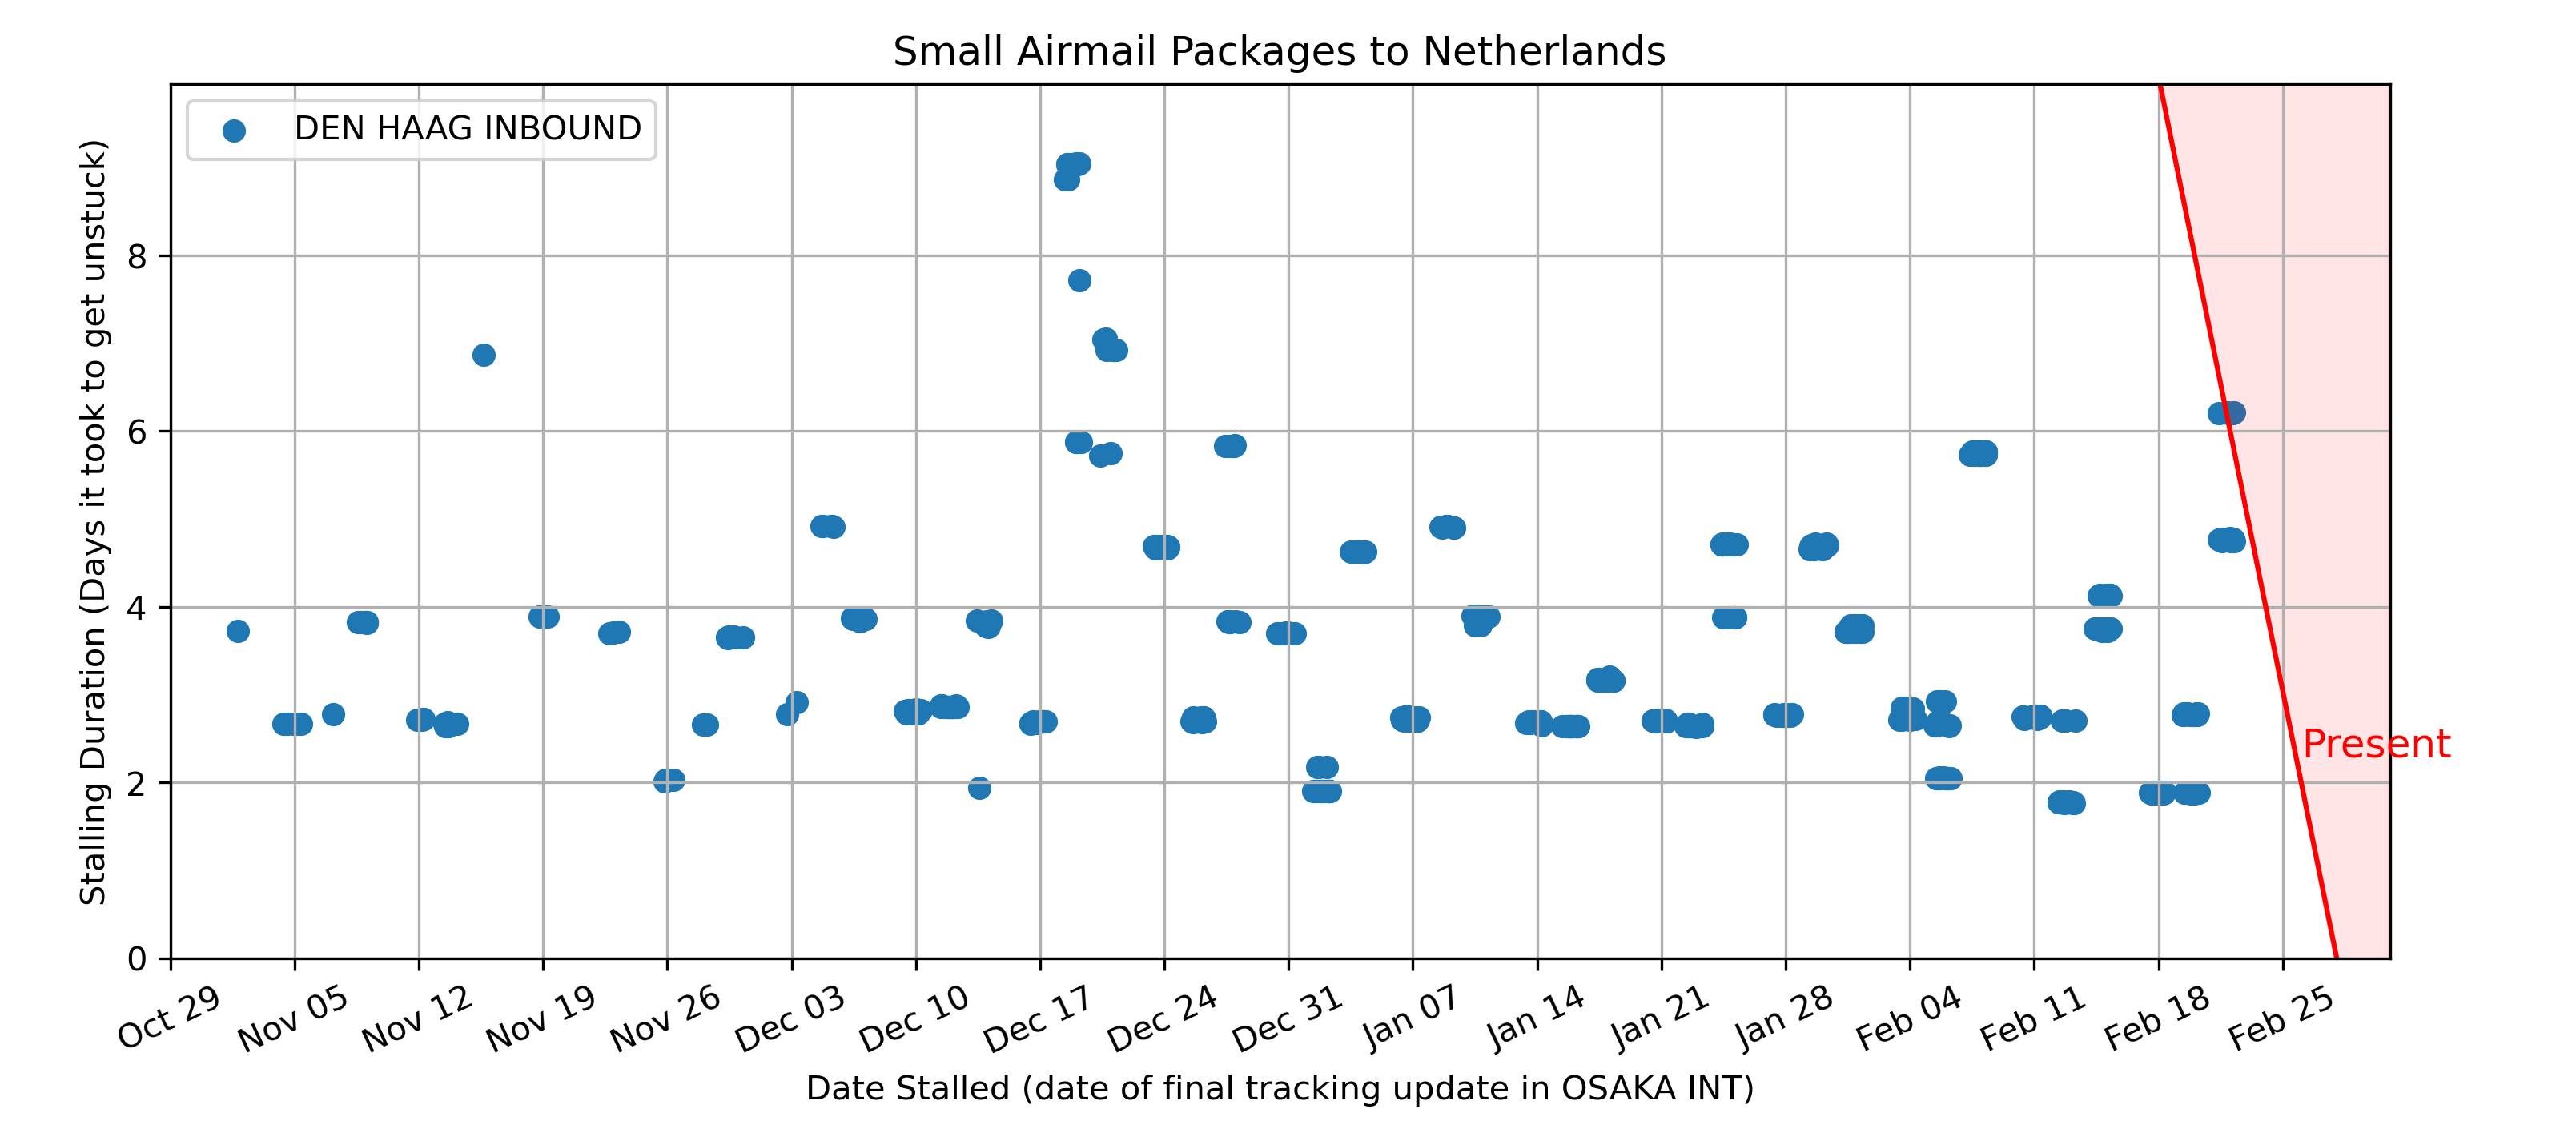 Small Airmail Packages to Netherlands
DEN HAAG INBOUND
Stalling Duration (Days it took to get unstuck)
8
6
4
2
0
Present
Oct 29 Nov 05 Nov 12 Nov 19 Nov 26 Dec 03 Dec 10 Dec 17 Dec 24 Dec 31 Jan 07 Jan 14 Jan 21 Jan 28 Feb 04 Feb 11 Feb 18 Feb 25
Date Stalled (date of final tracking update in OSAKA INT)